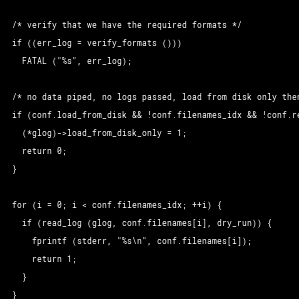 /* verify that we have the required formats */
if ((err_log = verify_formats ()))
FATAL ("%s", err_log);
/* no data piped, no logs passed, load from disk only then
if (conf.load_from_disk && !conf.filenames_idx && !conf.re
(*glog)->load_from_disk_only = 1;
return 0;
}
for (i = 0; i < conf.filenames_idx; ++i) {
if (read_log (glog, conf.filenames[i], dry_run)) {
fprintf (stderr, "%s\n", conf.filenames[i]);
return 1;
}
}